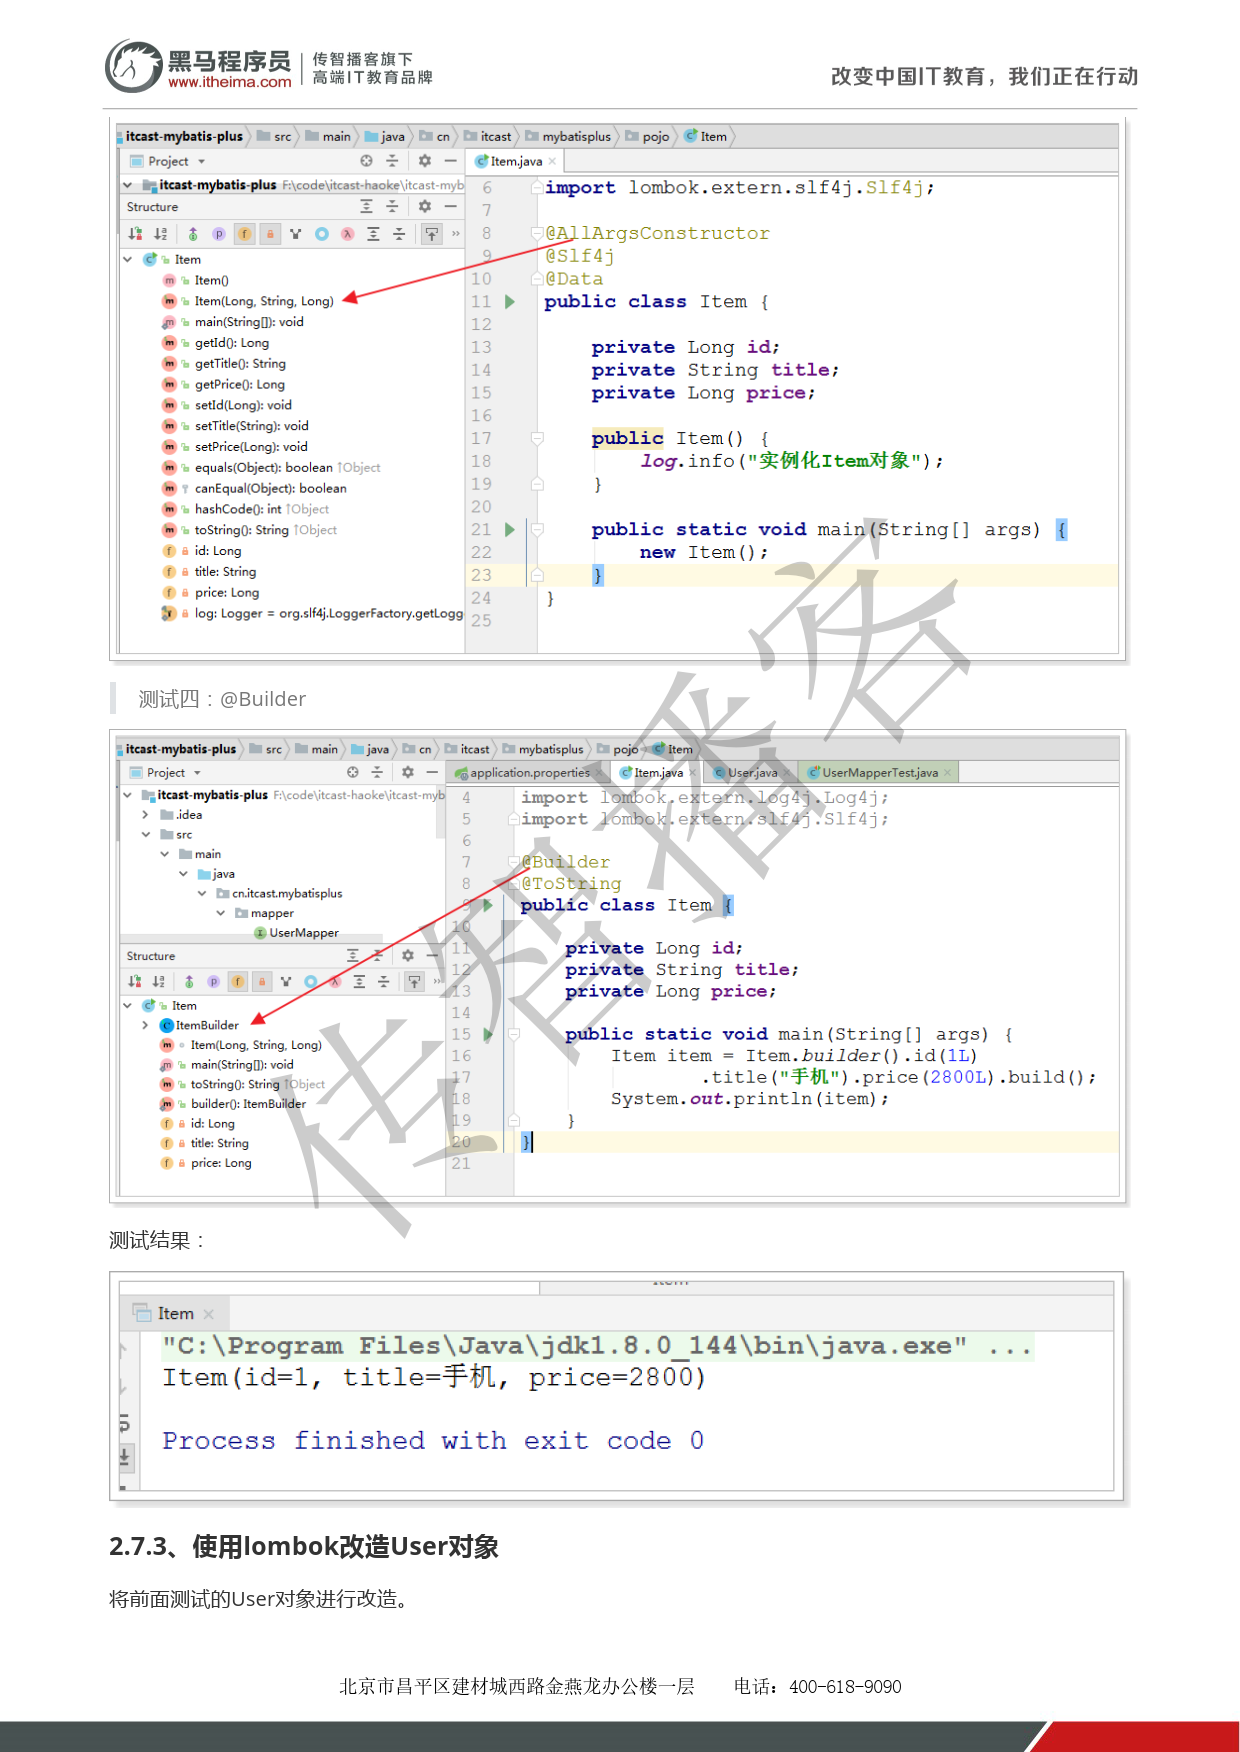 黑马程序员
www.itheima.com
传智播客旗下
高端IT教育品牌
改变中国IT教育，我们正在行动
itcast-mybatis-plus src main java cn itcast mybatisplus pojo Item
Project
Item.java
itcast-mybatis-plus F:\code\itcast-haoke\itcast-myb
Structure
Item
Item()
Item(Long, String, Long)
main(String[]): void
getId(): Long
getTitle(): String
getPrice(): Long
setId(Long): void
setTitle(String): void
setPrice(Long): void
equals(Object): boolean ↑Object
canEqual(Object): boolean
hashCode(): int ↑Object
toString(): String ↑Object
id: Long
title: String
price: Long
log: Logger = org.slf4j.LoggerFactory.getLogg
6 import lombok.extern.slf4j.Slf4j;
7
8 @AllArgsConstructor
9 @Slf4j
10 @Data
11 public class Item {
12
13 private Long id;
14 private String title;
15 private Long price;
16
17 public Item() {
18 log.info("实例化Item对象");
19 }
20
21 public static void main(String[] args) {
22 new Item();
23 }
24 }
25
测试四：@Builder
itcast-mybatis-plus src main java cn itcast mybatisplus pojo Item
Project
application.properties Item.java User.java UserMapperTest.java
itcast-mybatis-plus F:\code\itcast-haoke\itcast-myb
.idea
src
main
java
cn.itcast.mybatisplus
mapper
UserMapper
Structure
Item
ItemBuilder
Item(Long, String, Long)
main(String[]): void
toString(): String ↑Object
builder(): ItemBuilder
id: Long
title: String
price: Long
4 import lombok.extern.log4j.Log4j;
5 import lombok.extern.slf4j.Slf4j;
6
7 @Builder
8 @ToString
9 public class Item {
10
11 private Long id;
12 private String title;
13 private Long price;
14
15 public static void main(String[] args) {
16 Item item = Item.builder().id(1L)
17 .title("手机").price(2800L).build();
18 System.out.println(item);
19 }
20 }
21
传智播客
测试结果：
Item
"C:\Program Files\Java\jdk1.8.0_144\bin\java.exe" ...
Item(id=1, title=手机, price=2800)
Process finished with exit code 0
2.7.3、使用lombok改造User对象
将前面测试的User对象进行改造。
北京市昌平区建材城西路金燕龙办公楼一层 电话：400-618-9090